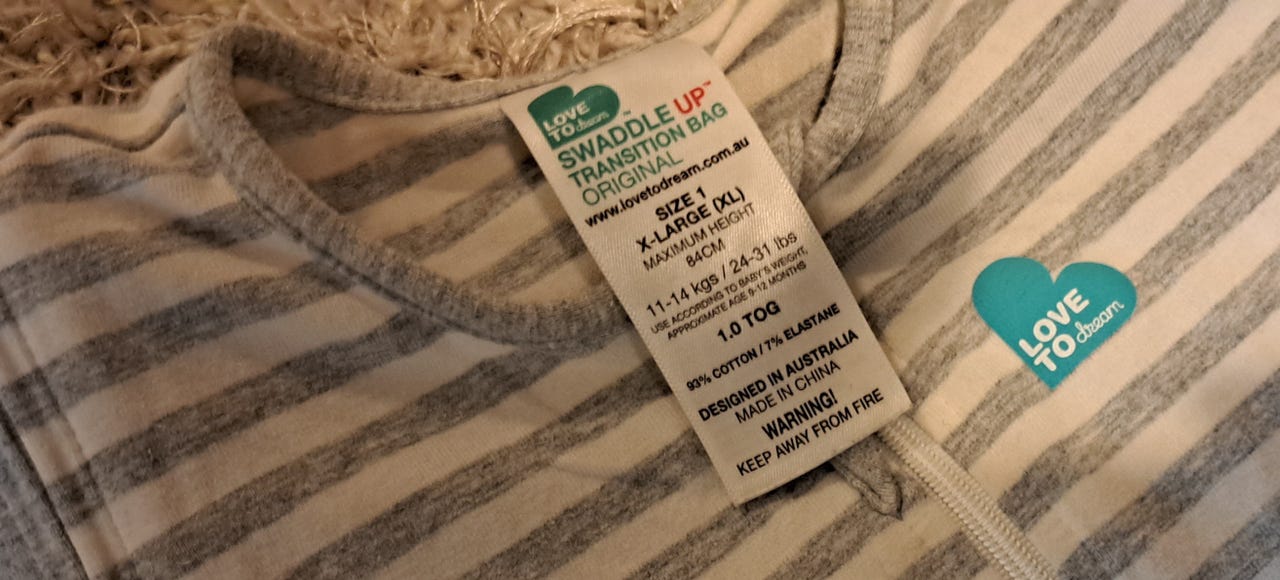 LOVE
TO dream™
SWADDLE UP™
TRANSITION BAG
ORIGINAL
www.lovetodream.com.au
SIZE 1
X-LARGE (XL)
MAXIMUM HEIGHT
84CM
11-14 kgs / 24-31 lbs
USE ACCORDING TO BABY'S WEIGHT,
APPROXIMATE AGE 9-12 MONTHS
1.0 TOG
93% COTTON / 7% ELASTANE
DESIGNED IN AUSTRALIA
MADE IN CHINA
WARNING!
KEEP AWAY FROM FIRE
LOVE
TO dream